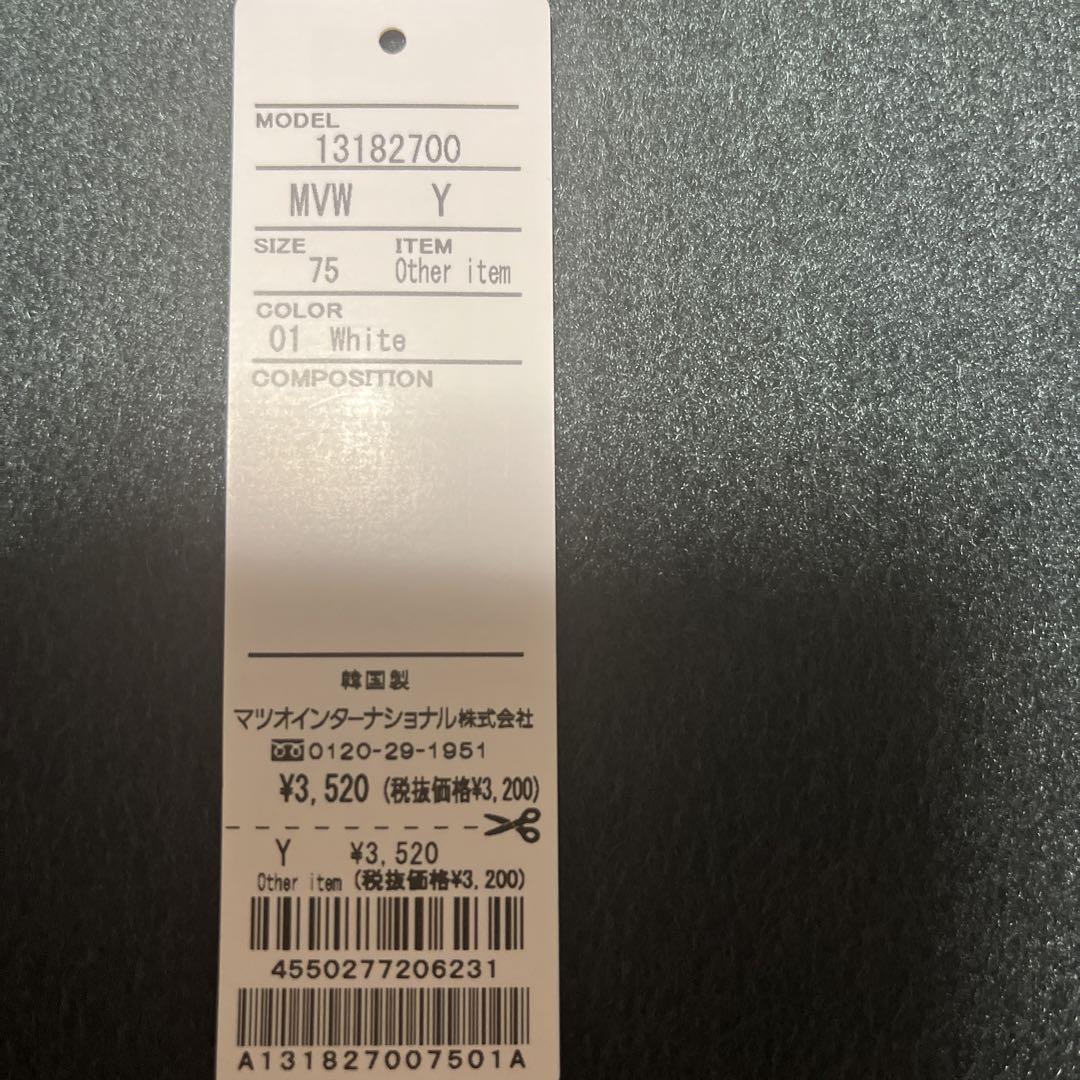 MODEL
13182700
MVW Y
SIZE ITEM
75 Other item
COLOR
01 White
COMPOSITION
韓国製
マツオインターナショナル株式会社
0120-29-1951
¥3,520 (税抜価格¥3,200)
Y ¥3,520
Other item (税抜価格¥3,200)
4550277206231
A131827007501A